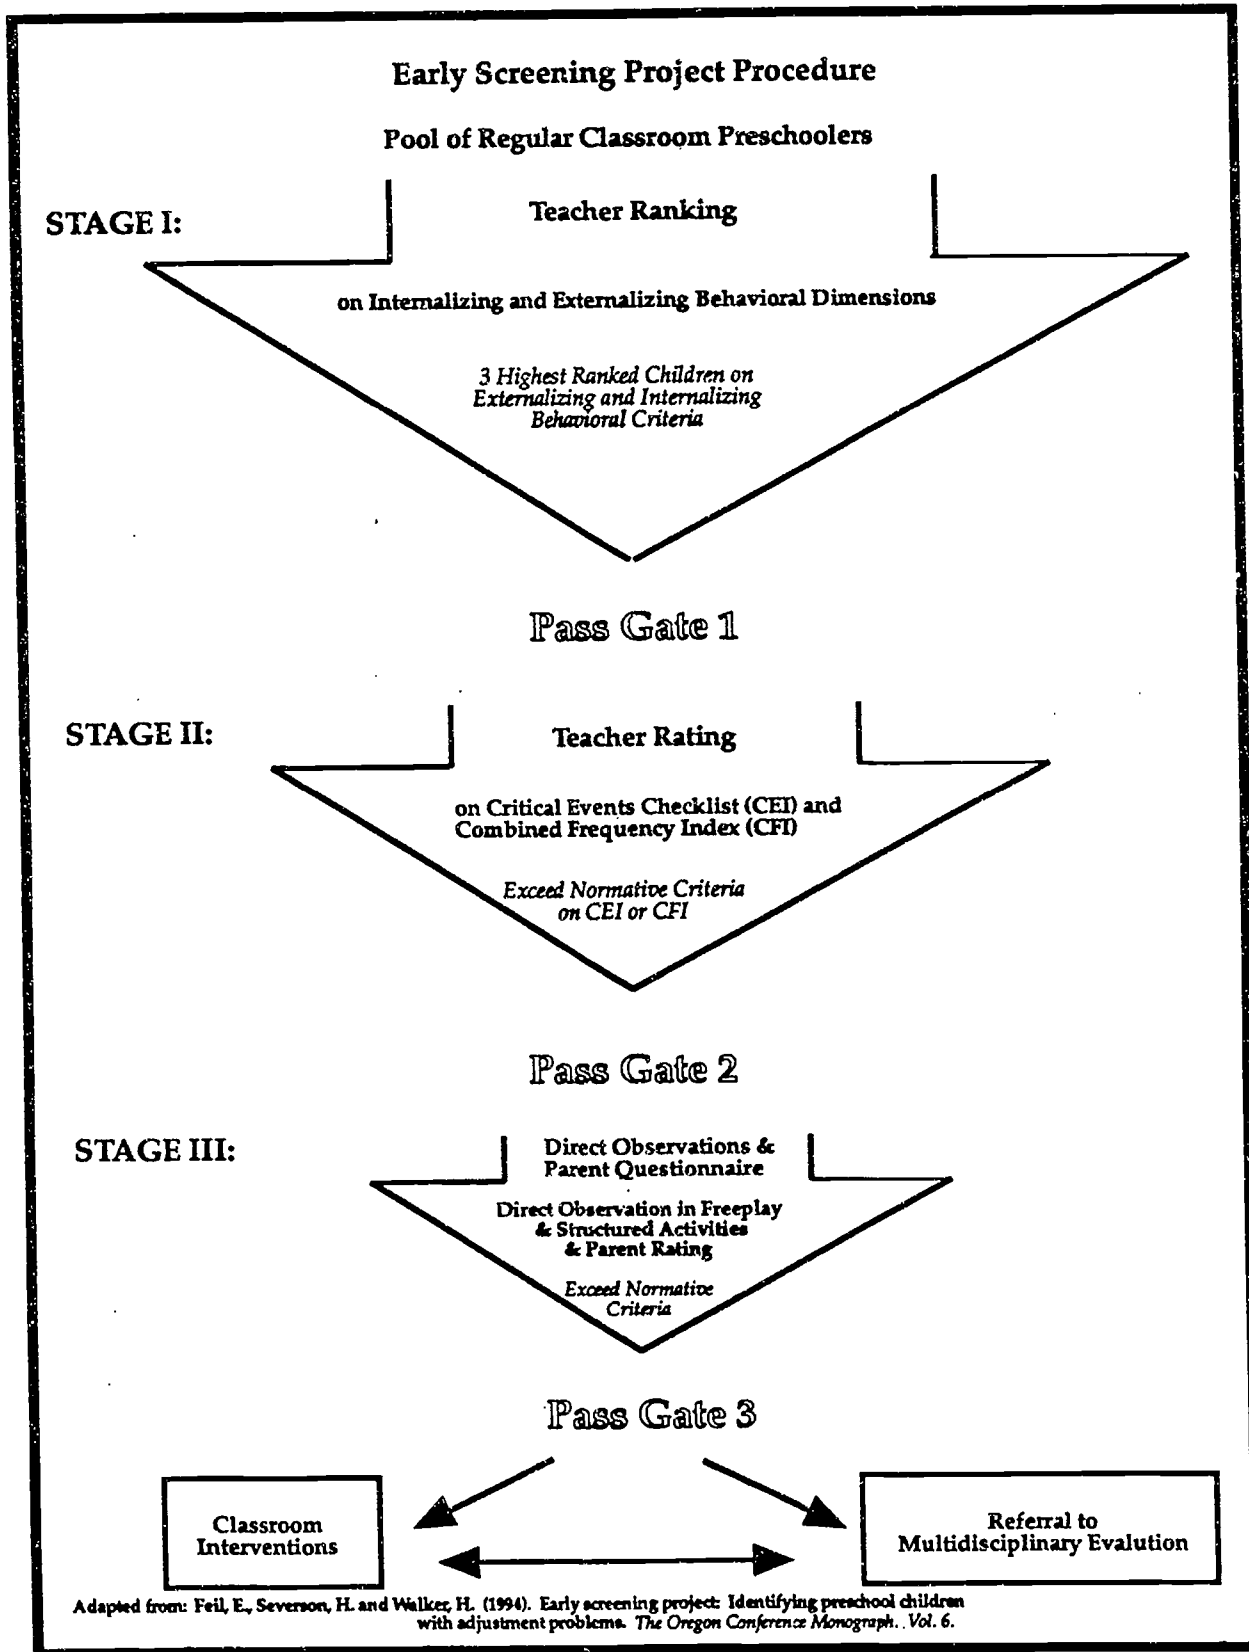 Early Screening Project Procedure
Pool of Regular Classroom Preschoolers
STAGE I:
Teacher Ranking
on Internalizing and Externalizing Behavioral Dimensions
3 Highest Ranked Children on
Externalizing and Internalizing
Behavioral Criteria
Pass Gate 1
STAGE II:
Teacher Rating
on Critical Events Checklist (CEI) and
Combined Frequency Index (CFI)
Exceed Normative Criteria
on CEI or CFI
Pass Gate 2
STAGE III:
Direct Observations &
Parent Questionnaire
Direct Observation in Freeplay
& Structured Activities
& Parent Rating
Exceed Normative
Criteria
Pass Gate 3
Classroom
Interventions
Referral to
Multidisciplinary Evalution
Adapted from: Feil, E., Severson, H. and Walker, H. (1994). Early screening project: Identifying preschool children
with adjustment problems. The Oregon Conference Monograph. . Vol. 6.